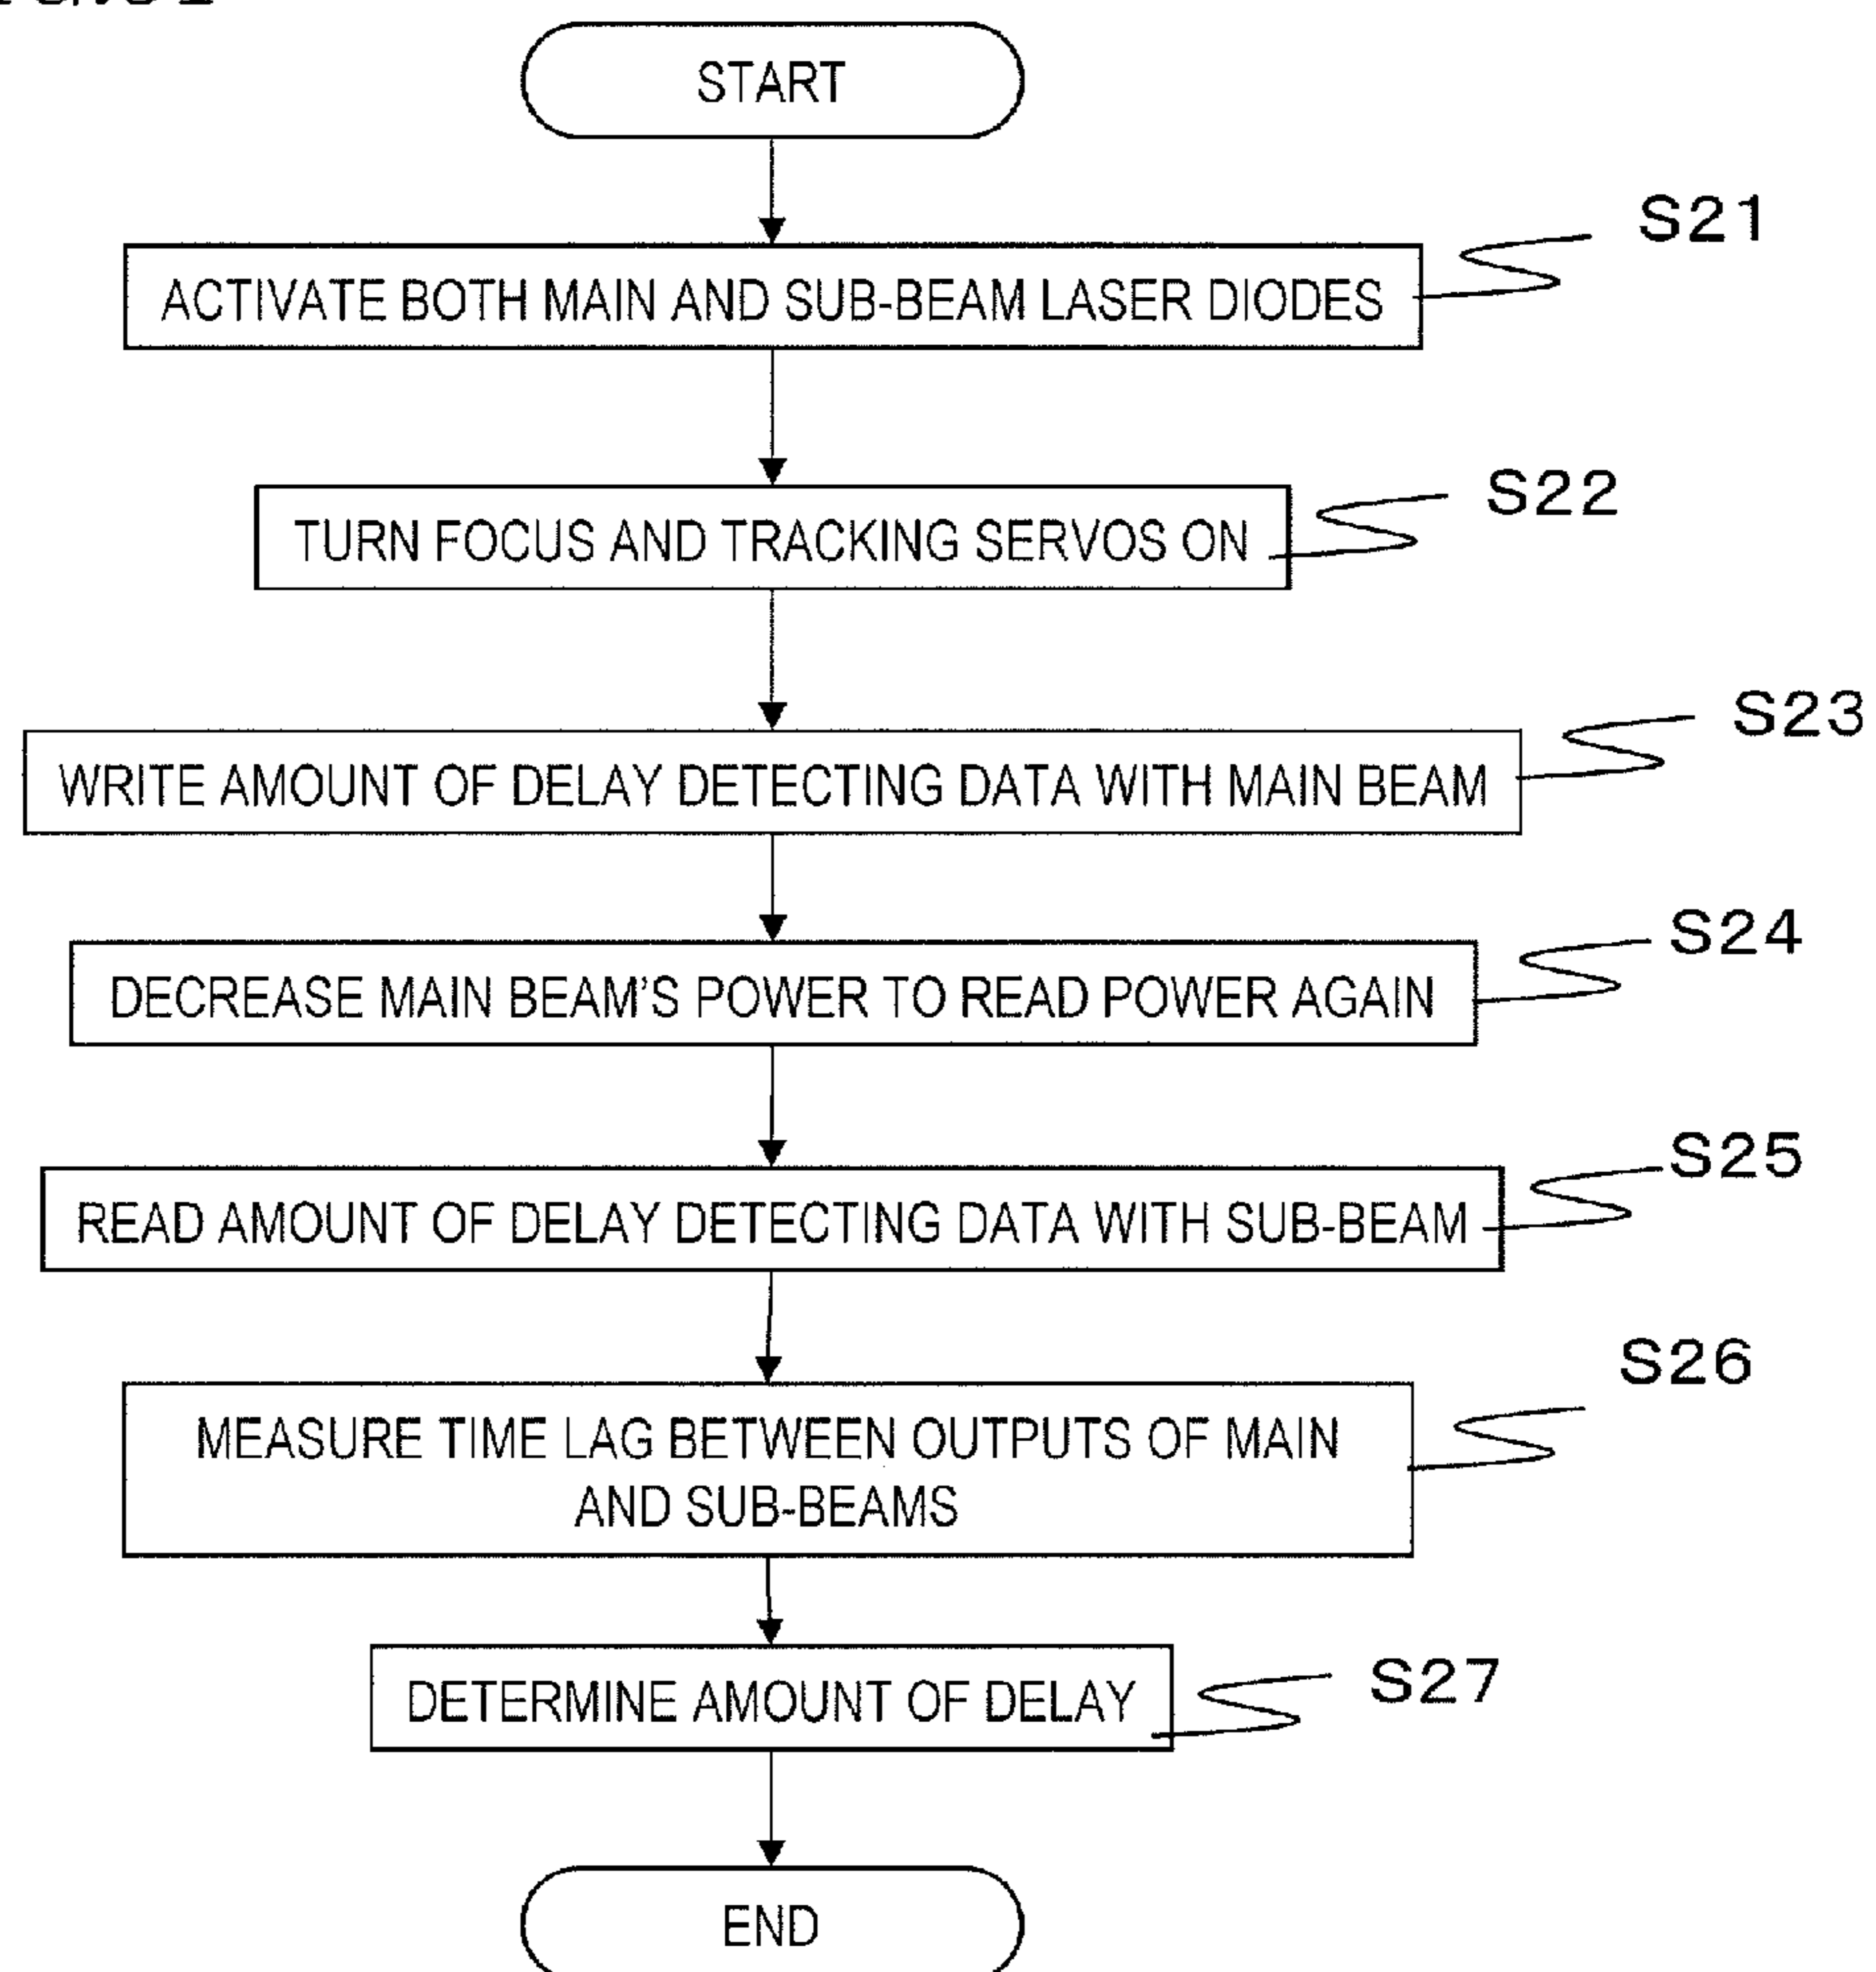 START
S21
ACTIVATE BOTH MAIN AND SUB-BEAM LASER DIODES
S22
TURN FOCUS AND TRACKING SERVOS ON
S23
WRITE AMOUNT OF DELAY DETECTING DATA WITH MAIN BEAM
S24
DECREASE MAIN BEAM'S POWER TO READ POWER AGAIN
S25
READ AMOUNT OF DELAY DETECTING DATA WITH SUB-BEAM
S26
MEASURE TIME LAG BETWEEN OUTPUTS OF MAIN
AND SUB-BEAMS
S27
DETERMINE AMOUNT OF DELAY
END